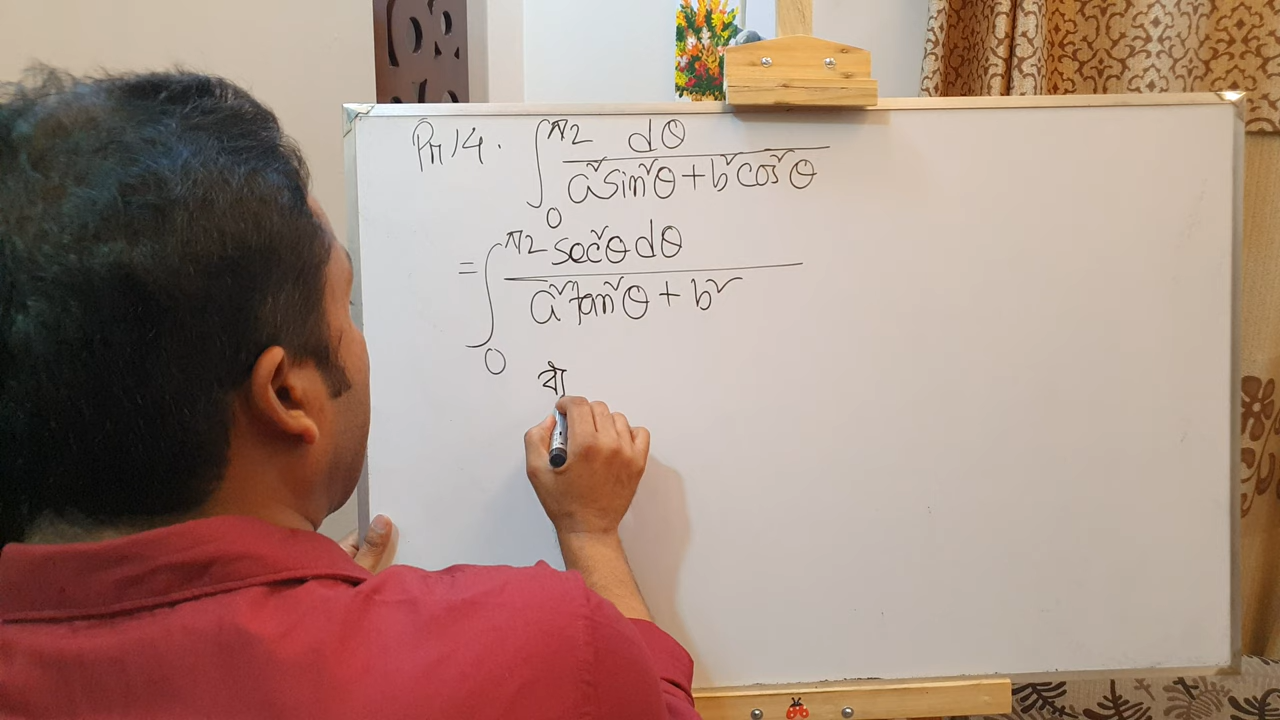 Pr 14. ∫₀^π/2 dθ / a²sin²θ + b²cos²θ
= ∫₀^π/2 sec²θ dθ / a²tan²θ + b²
বা